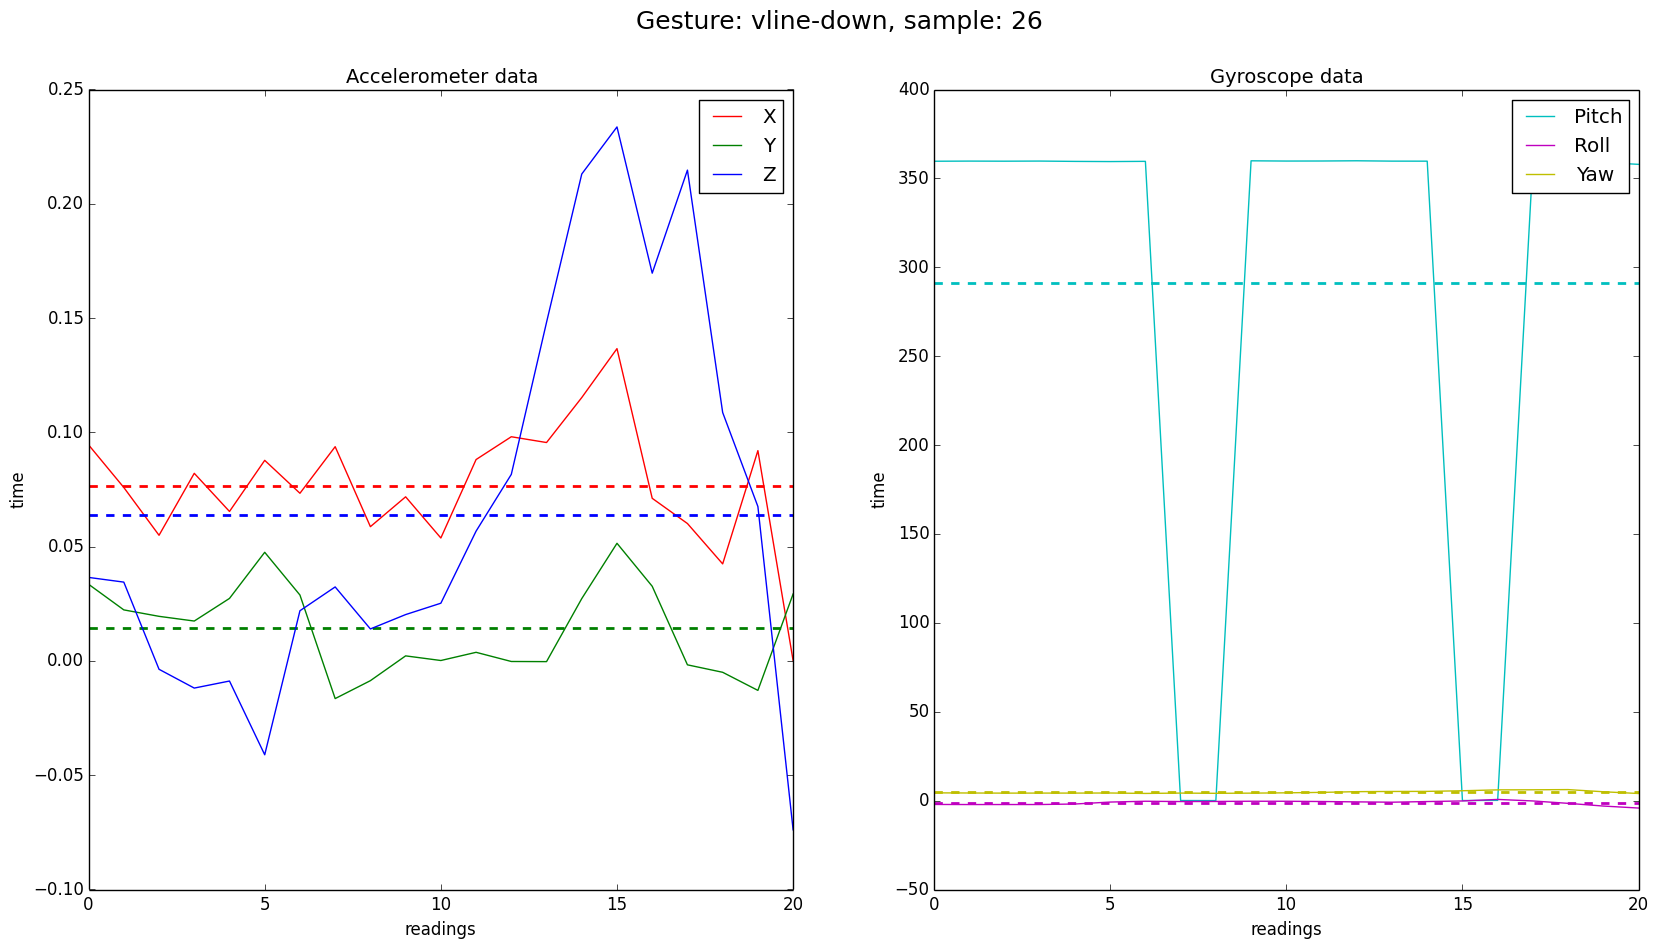 Gesture: vline-down, sample: 26
Accelerometer data
0.25
0.20
0.15
0.10
0.05
0.00
−0.05
−0.10
time
0 5 10 15 20
readings
X
Y
Z
Gyroscope data
400
350
300
250
200
150
100
50
0
−50
time
0 5 10 15 20
readings
Pitch
Roll
Yaw